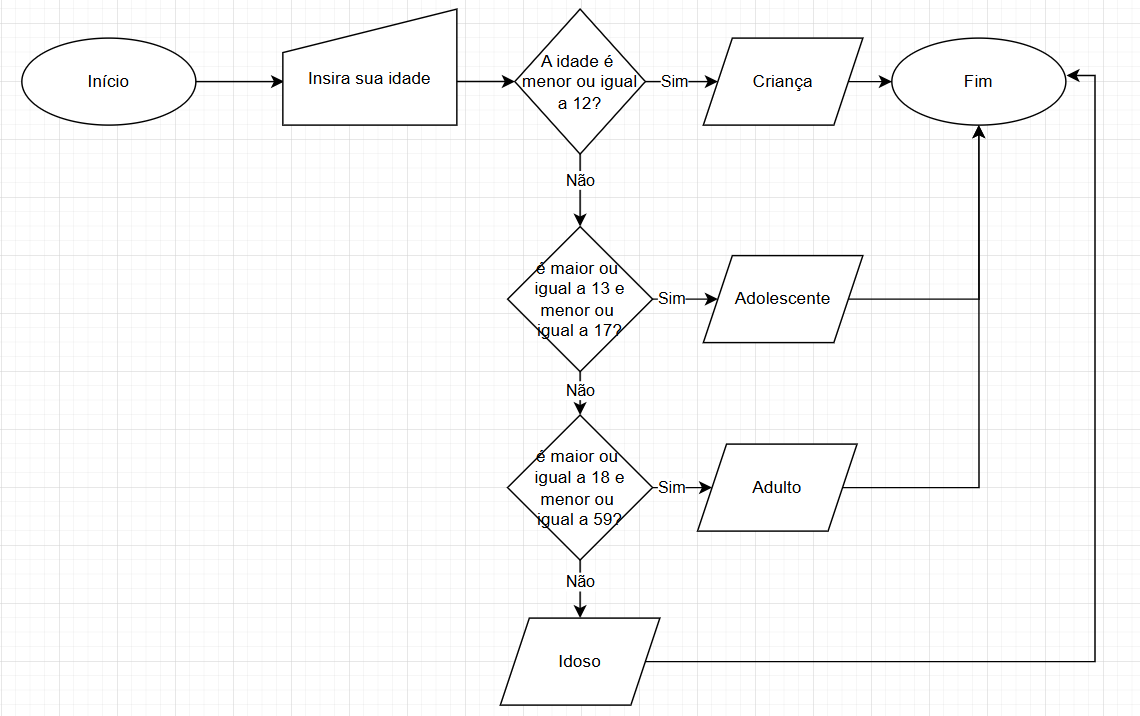 Início
Insira sua idade
A idade é
menor ou igual
a 12?
Sim
Criança
Fim
Não
é maior ou
igual a 13 e
menor ou
igual a 17?
Sim
Adolescente
Não
é maior ou
igual a 18 e
menor ou
igual a 59?
Sim
Adulto
Não
Idoso